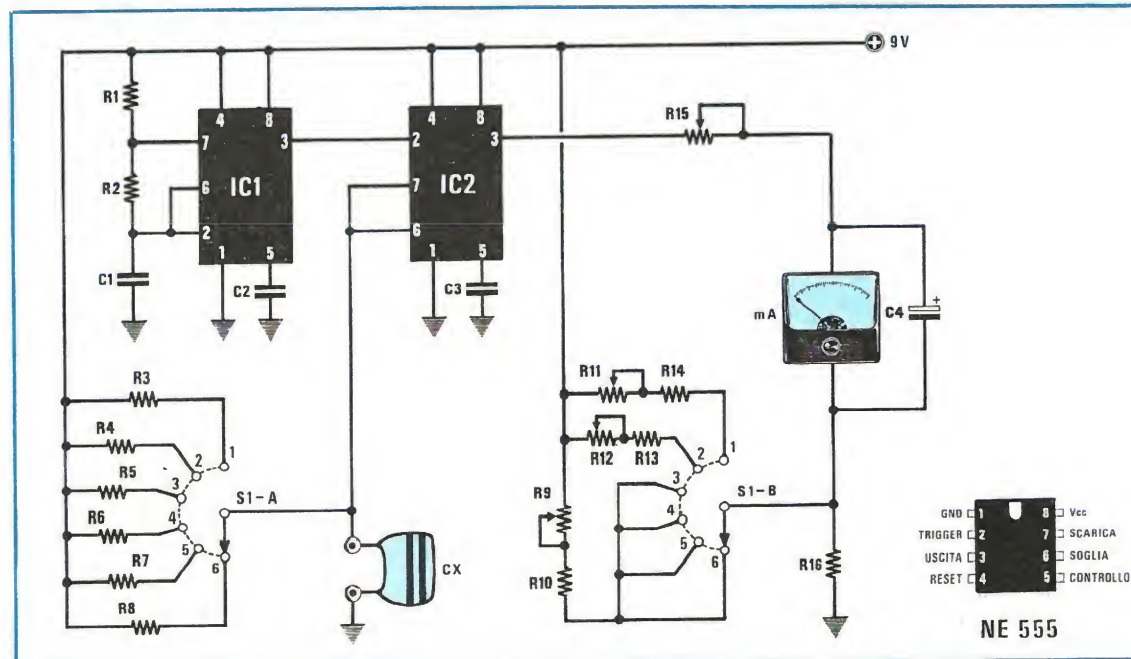 9V
R1
4 8
7 3
IC1
R2
6
2
1 5
C1
C2
4 8
2 3
IC2
7
6
1 5
C3
R15
mA
C4
+
R3
R4
R5
R6
R7
R8
1
2
3
4
5
6
S1-A
CX
R11 R14
R12 R13
R9
R10
1
2
3
4
5
6
S1-B
R16
GND 1 8 Vcc
TRIGGER 2 7 SCARICA
USCITA 3 6 SOGLIA
RESET 4 5 CONTROLLO
NE 555